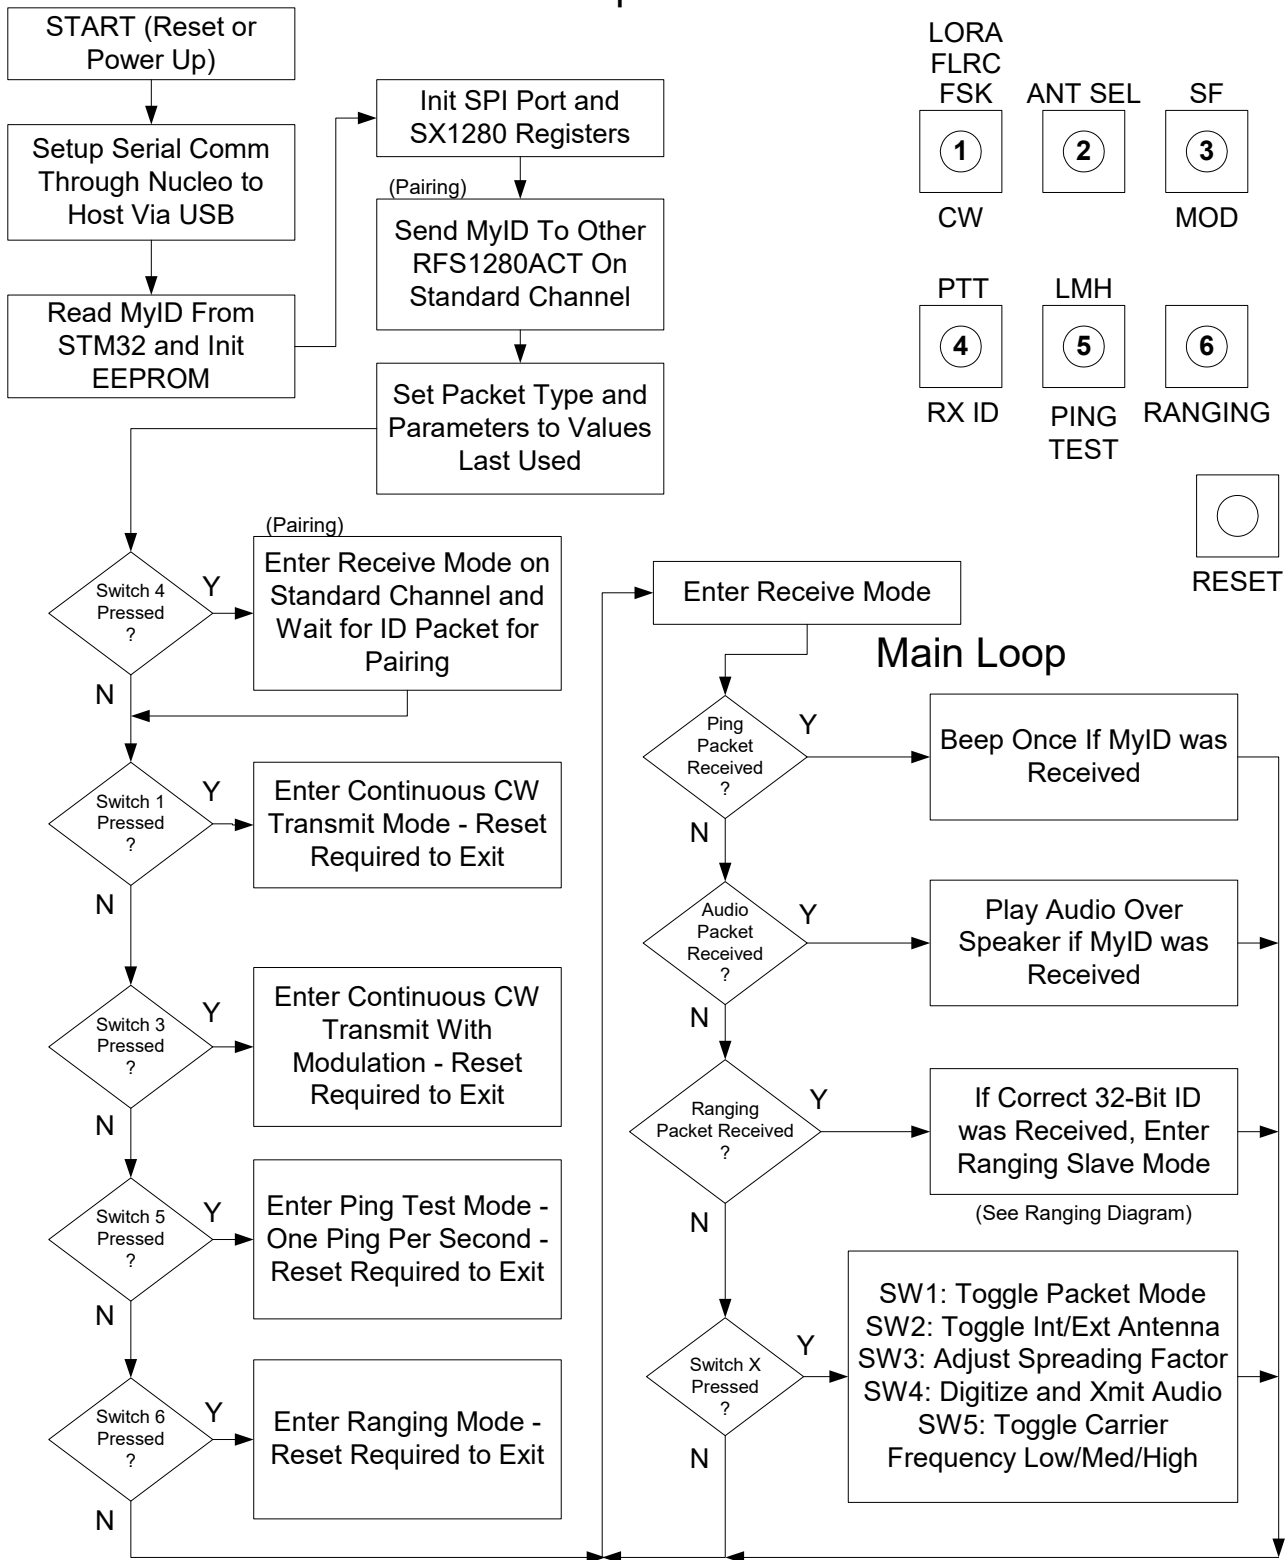 START (Reset or
Power Up)
Setup Serial Comm
Through Nucleo to
Host Via USB
Read MyID From
STM32 and Init
EEPROM
Init SPI Port and
SX1280 Registers
(Pairing)
Send MyID To Other
RFS1280ACT On
Standard Channel
Set Packet Type and
Parameters to Values
Last Used
LORA
FLRC
FSK
ANT SEL
SF
1
2
3
CW
MOD
PTT
LMH
4
5
6
RX ID
PING
TEST
RANGING
RESET
Switch 4
Pressed
?
Y
N
(Pairing)
Enter Receive Mode on
Standard Channel and
Wait for ID Packet for
Pairing
Switch 1
Pressed
?
Y
N
Enter Continuous CW
Transmit Mode - Reset
Required to Exit
Switch 3
Pressed
?
Y
N
Enter Continuous CW
Transmit With
Modulation - Reset
Required to Exit
Switch 5
Pressed
?
Y
N
Enter Ping Test Mode -
One Ping Per Second -
Reset Required to Exit
Switch 6
Pressed
?
Y
N
Enter Ranging Mode -
Reset Required to Exit
Enter Receive Mode
Main Loop
Ping
Packet
Received
?
Y
N
Beep Once If MyID was
Received
Audio
Packet
Received
?
Y
N
Play Audio Over
Speaker if MyID was
Received
Ranging
Packet Received
?
Y
N
If Correct 32-Bit ID
was Received, Enter
Ranging Slave Mode
(See Ranging Diagram)
Switch X
Pressed
?
Y
N
SW1: Toggle Packet Mode
SW2: Toggle Int/Ext Antenna
SW3: Adjust Spreading Factor
SW4: Digitize and Xmit Audio
SW5: Toggle Carrier
Frequency Low/Med/High